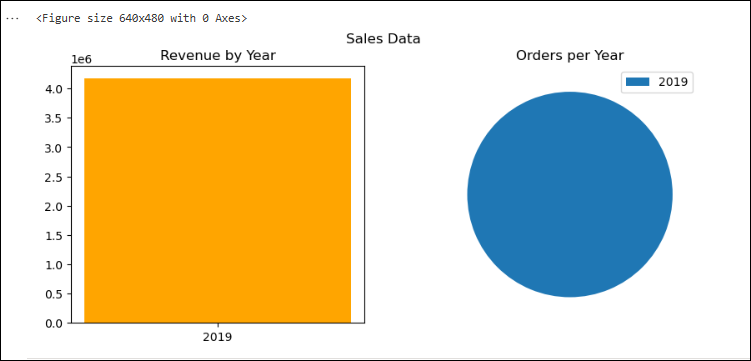 ... <Figure size 640x480 with 0 Axes>
Sales Data
Revenue by Year
1e6
4.0
3.5
3.0
2.5
2.0
1.5
1.0
0.5
0.0
2019
Orders per Year
2019